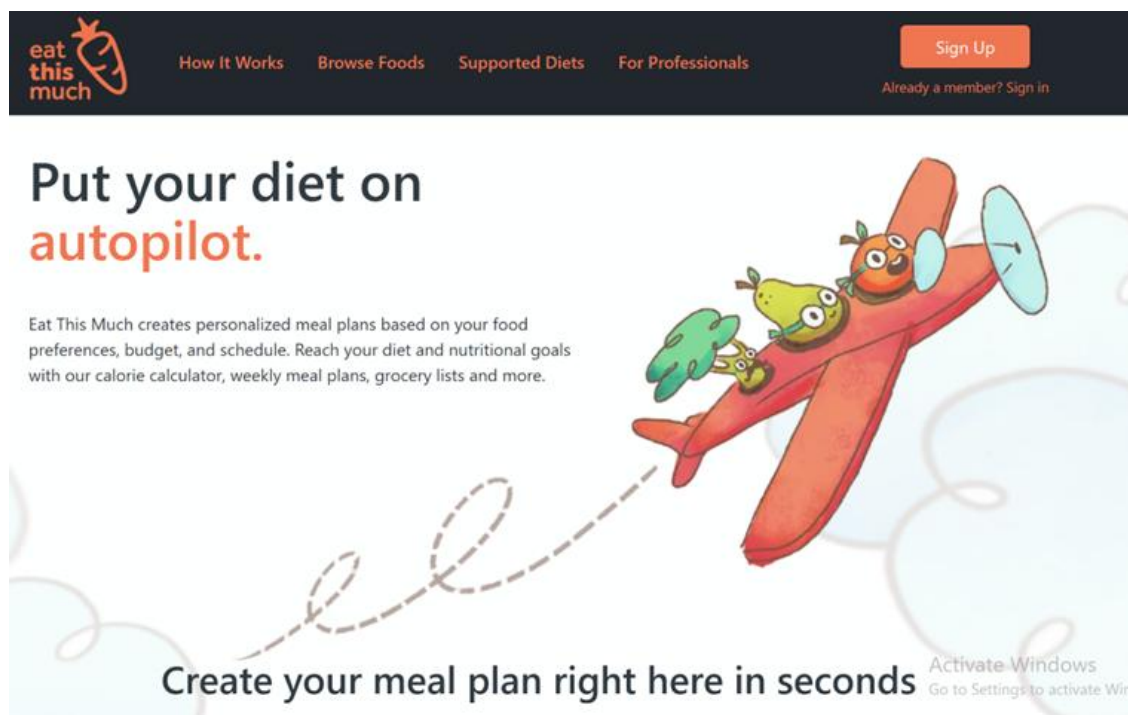 eat
this
much
How It Works
Browse Foods
Supported Diets
For Professionals
Sign Up
Already a member? Sign in
Put your diet on
autopilot.
Eat This Much creates personalized meal plans based on your food
preferences, budget, and schedule. Reach your diet and nutritional goals
with our calorie calculator, weekly meal plans, grocery lists and more.
Create your meal plan right here in seconds
Activate Windows
Go to Settings to activate